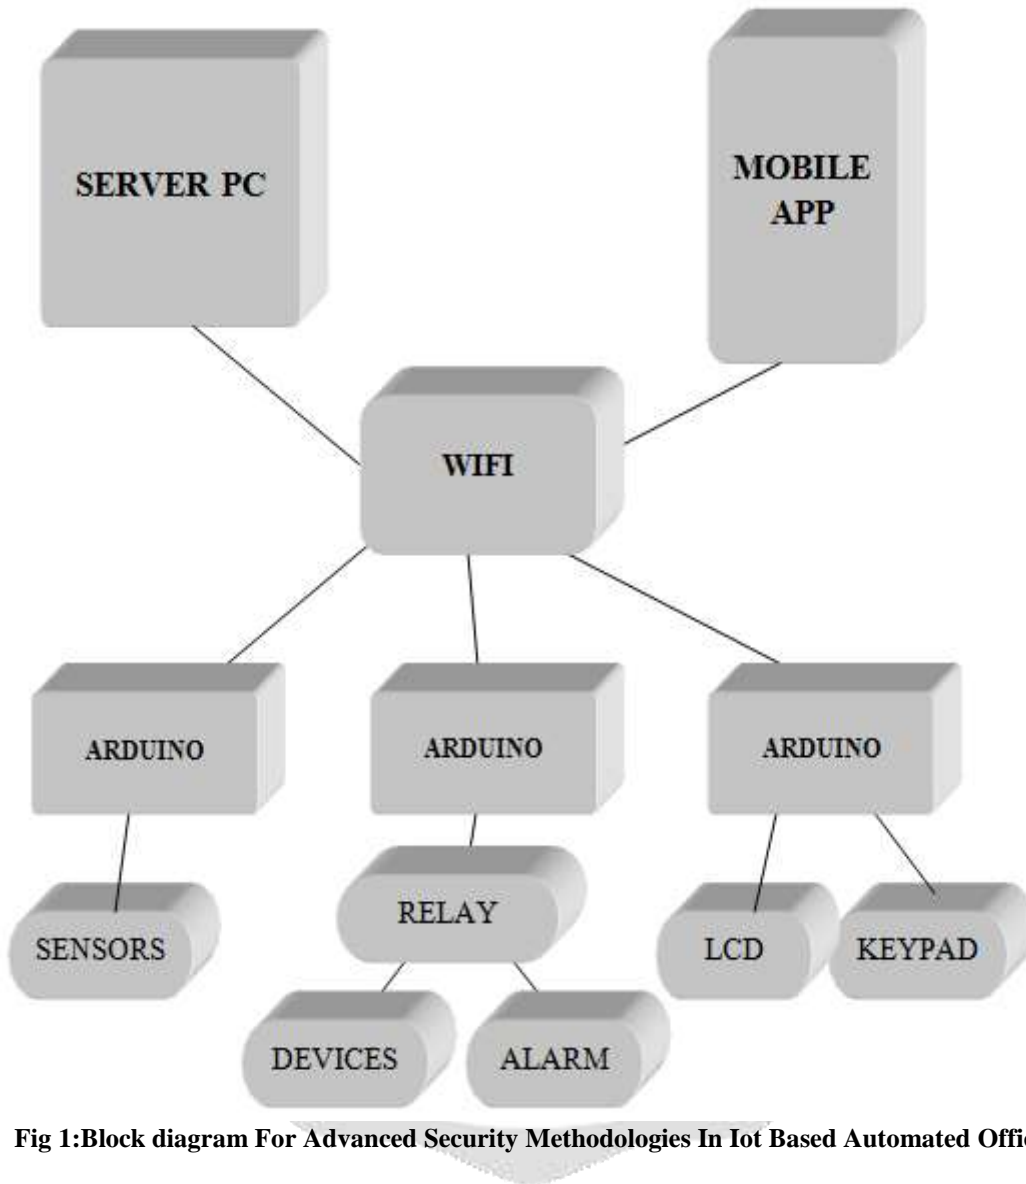 SERVER PC
MOBILE
APP
WIFI
ARDUINO
ARDUINO
ARDUINO
SENSORS
RELAY
LCD
KEYPAD
DEVICES
ALARM
Fig 1:Block diagram For Advanced Security Methodologies In Iot Based Automated